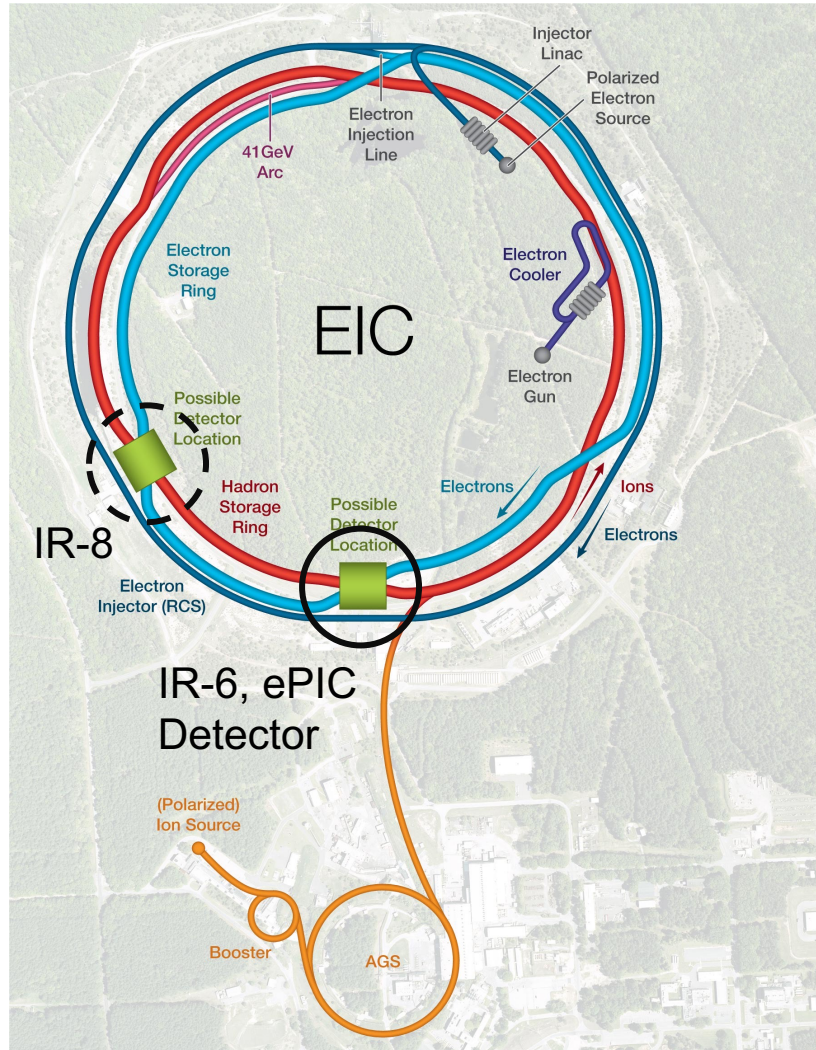 Injector
Linac
Polarized
Electron
Source
Electron
Injection
Line
41GeV
Arc
Electron
Storage
Ring
Electron
Cooler
EIC
Electron
Gun
Possible
Detector
Location
IR-8
Hadron
Storage
Ring
Electrons
Ions
Electrons
Possible
Detector
Location
Electron
Injector (RCS)
IR-6, ePIC
Detector
(Polarized)
Ion Source
Booster
AGS